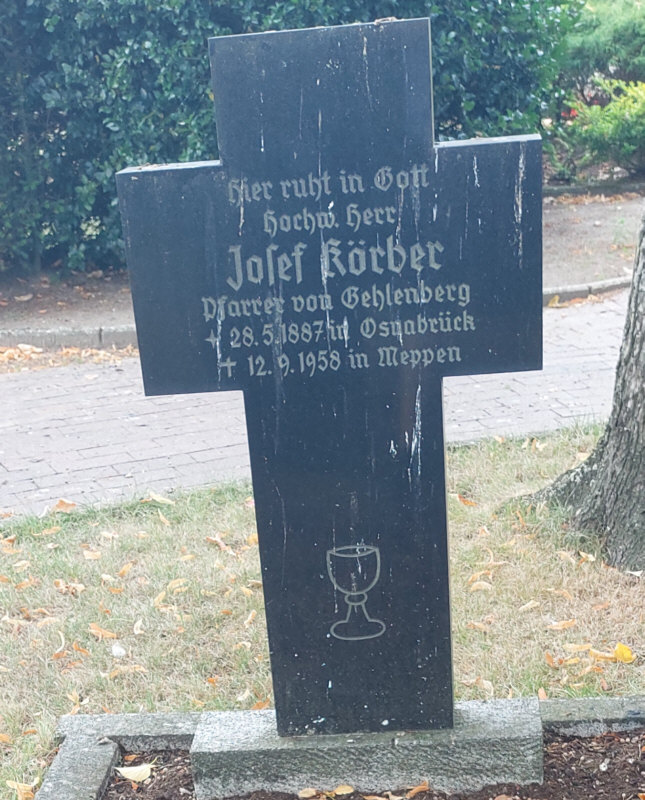 Hier ruht in Gott
Hochw. Herr
Josef Körber
Pfarrer von Gehlenberg
* 28.5.1887 in Osnabrück
† 12.9.1958 in Meppen